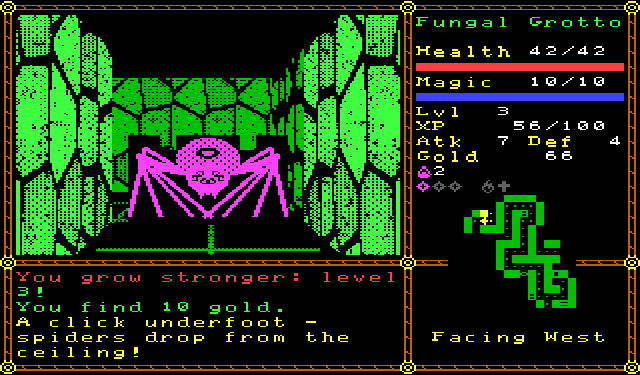 Fungal Grotto
Health 42/42
Magic 10/10
Lvl 3
XP 56/100
Atk 7 Def 4
Gold 66
2
Facing West
You grow stronger: level
3!
You find 10 gold.
A click underfoot –
spiders drop from the
ceiling!